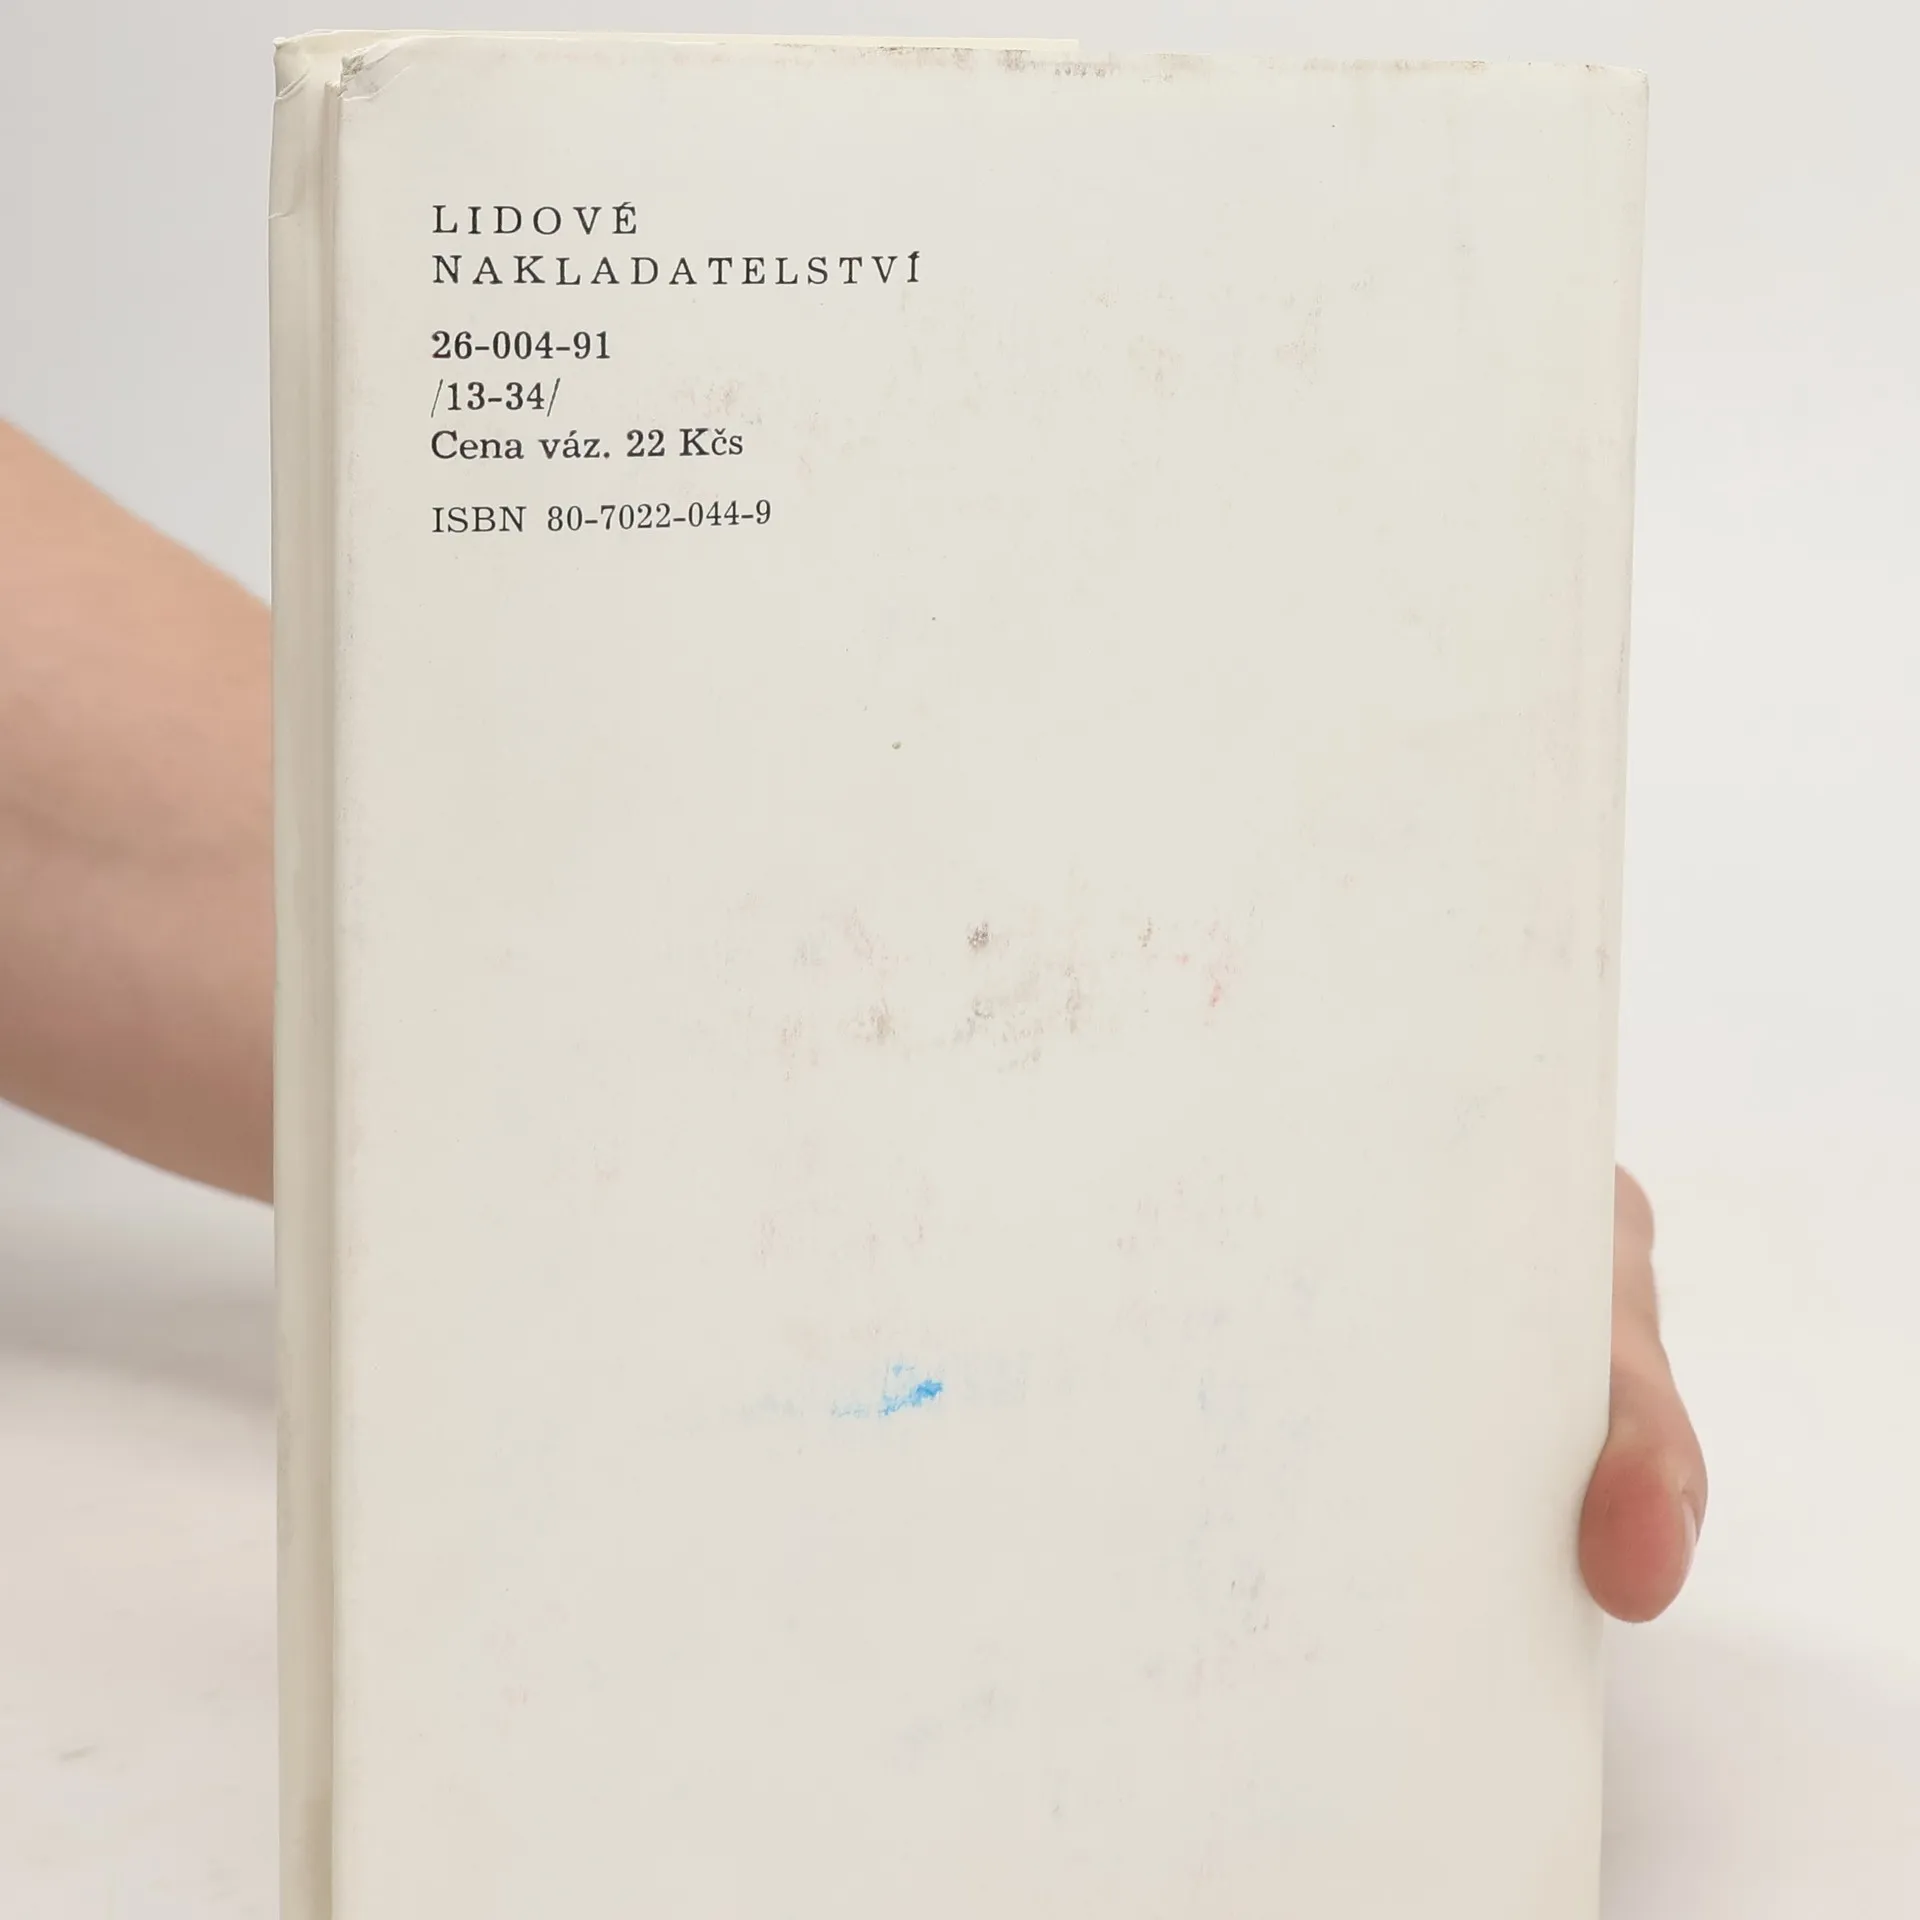 LIDOVÉ
NAKLADATELSTVÍ
26-004-91
/13-34/
Cena váz. 22 Kčs
ISBN 80-7022-044-9